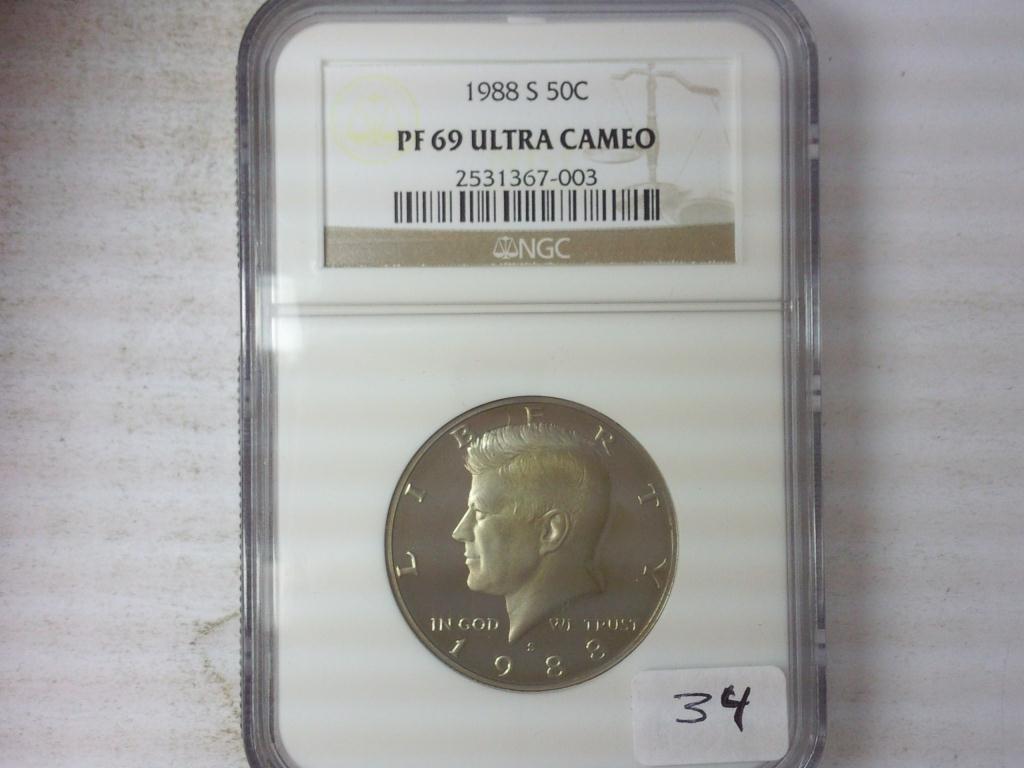 1988 S 50C
PF 69 ULTRA CAMEO
2531367-003
NGC
LIBERTY
IN GOD WE TRUST
S
1988
34